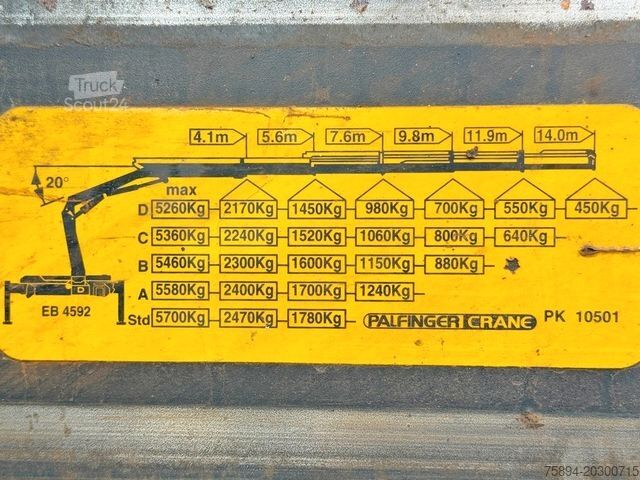 Truck
Scout24
4.1m 5.6m 7.6m 9.8m 11.9m 14.0m
20°
max
D 5260Kg 2170Kg 1450Kg 980Kg 700Kg 550Kg 450Kg
C 5360Kg 2240Kg 1520Kg 1060Kg 800Kg 640Kg
B 5460Kg 2300Kg 1600Kg 1150Kg 880Kg
A 5580Kg 2400Kg 1700Kg 1240Kg
EB 4592
Std 5700Kg 2470Kg 1780Kg PALFINGER CRANE PK 10501
75894-20300715